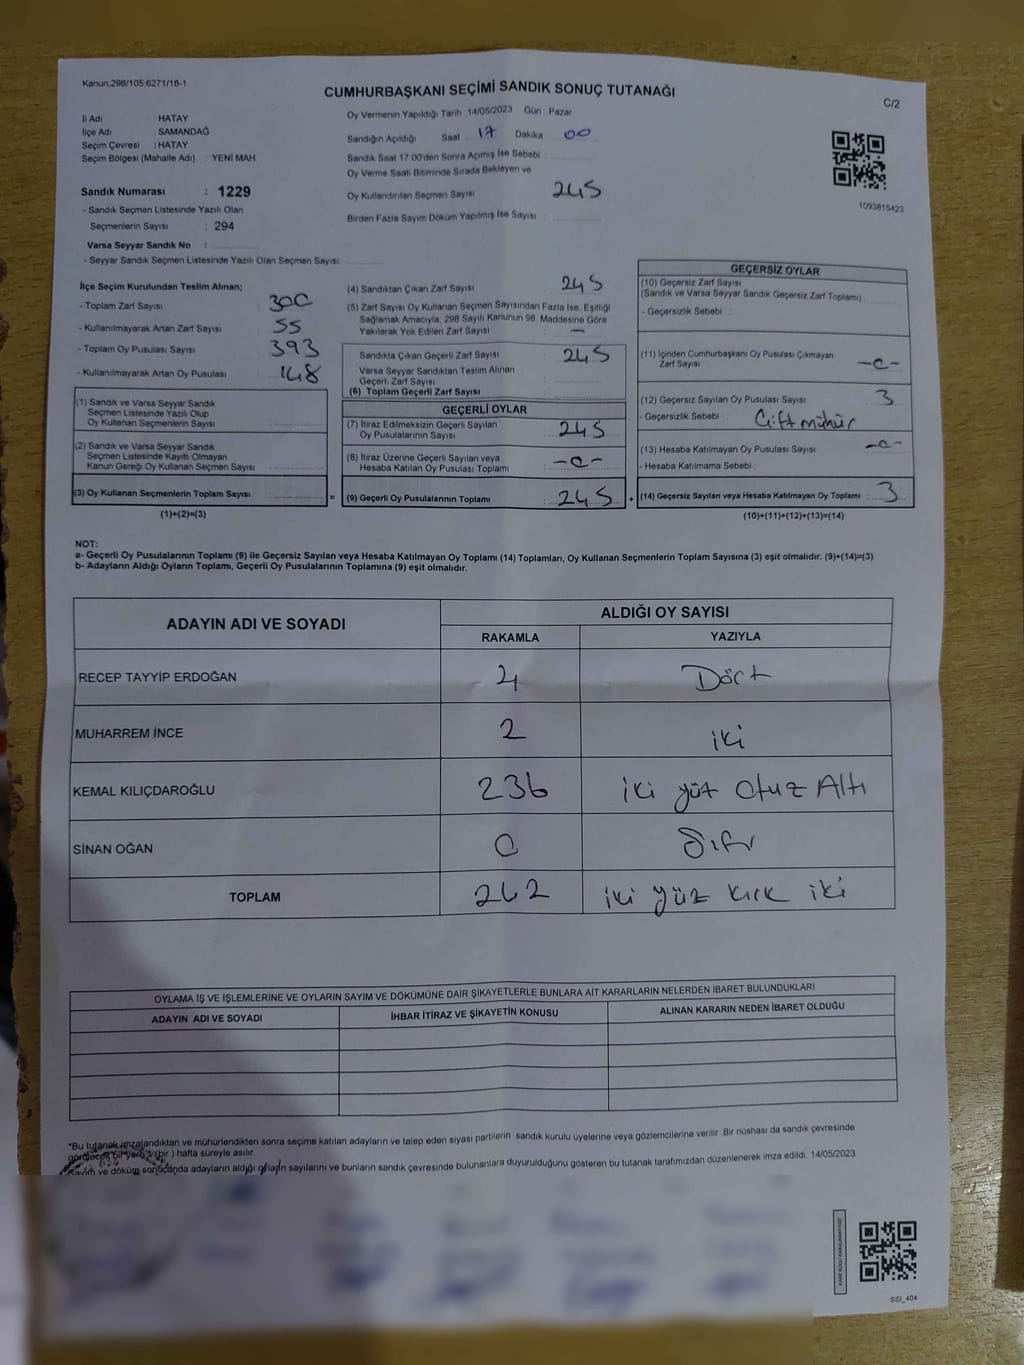 Kanun:298/105;6271/18-1
CUMHURBAŞKANI SEÇİMİ SANDIK SONUÇ TUTANAĞI
C/2
İl Adı : HATAY
İlçe Adı : SAMANDAĞ
Seçim Çevresi : HATAY
Seçim Bölgesi (Mahalle Adı) : YENİ MAH.
Sandık Numarası : 1229
- Sandık Seçmen Listesinde Yazılı Olan
Seçmenlerin Sayısı : 294
Varsa Seyyar Sandık No :
- Seyyar Sandık Seçmen Listesinde Yazılı Olan Seçmen Sayısı:
Oy Vermenin Yapıldığı Tarih 14/05/2023 Gün : Pazar
Sandığın Açıldığı Saat 17 Dakika 00
Sandık Saat 17:00'den Sonra Açılmış İse Sebebi :
Oy Verme Saati Bitiminde Sırada Bekleyen ve
Oy Kullandırılan Seçmen Sayısı 245
Birden Fazla Sayım Döküm Yapılmış İse Sayısı
1093815423
İlçe Seçim Kurulundan Teslim Alınan;
- Toplam Zarf Sayısı : 300
- Kullanılmayarak Artan Zarf Sayısı : 55
- Toplam Oy Pusulası Sayısı : 393
- Kullanılmayarak Artan Oy Pusulası : 148
(1) Sandık ve Varsa Seyyar Sandık
Seçmen Listesinde Yazılı Olup
Oy Kullanan Seçmenlerin Sayısı :
(2) Sandık ve Varsa Seyyar Sandık
Seçmen Listesinde Kayıtlı Olmayan
Kanun Gereği Oy Kullanan Seçmen Sayısı :
(3) Oy Kullanan Seçmenlerin Toplam Sayısı : =
(1)+(2)=(3)
(4) Sandıktan Çıkan Zarf Sayısı : 245
(5) Zarf Sayısı Oy Kullanan Seçmen Sayısından Fazla İse, Eşitliği
Sağlamak Amacıyla, 298 Sayılı Kanunun 98. Maddesine Göre
Yakılarak Yok Edilen Zarf Sayısı : —
Sandıkta Çıkan Geçerli Zarf Sayısı : 245
Varsa Seyyar Sandıktan Teslim Alınan
Geçerli Zarf Sayısı :
(6) Toplam Geçerli Zarf Sayısı :
GEÇERLİ OYLAR
(7) İtiraz Edilmeksizin Geçerli Sayılan
Oy Pusulalarının Sayısı : 245
(8) İtiraz Üzerine Geçerli Sayılan veya
Hesaba Katılan Oy Pusulası Toplamı : -0-
(9) Geçerli Oy Pusulalarının Toplamı : 245 +
GEÇERSİZ OYLAR
(10) Geçersiz Zarf Sayısı
(Sandık ve Varsa Seyyar Sandık Geçersiz Zarf Toplamı) :
- Geçersizlik Sebebi :
(11) İçinden Cumhurbaşkanı Oy Pusulası Çıkmayan
Zarf Sayısı : -0-
(12) Geçersiz Sayılan Oy Pusulası Sayısı : 3
- Geçersizlik Sebebi : Çift mühür
(13) Hesaba Katılmayan Oy Pusulası Sayısı : -0-
- Hesaba Katılmama Sebebi :
(14) Geçersiz Sayılan veya Hesaba Katılmayan Oy Toplamı : 3
(10)+(11)+(12)+(13)=(14)
NOT:
a- Geçerli Oy Pusulalarının Toplamı (9) ile Geçersiz Sayılan veya Hesaba Katılmayan Oy Toplamı (14) Toplamları, Oy Kullanan Seçmenlerin Toplam Sayısına (3) eşit olmalıdır. (9)+(14)=(3)
b- Adayların Aldığı Oyların Toplamı, Geçerli Oy Pusulalarının Toplamına (9) eşit olmalıdır.
ADAYIN ADI VE SOYADI ALDIĞI OY SAYISI
RAKAMLA YAZIYLA
RECEP TAYYİP ERDOĞAN 4 Dört
MUHARREM İNCE 2 iki
KEMAL KILIÇDAROĞLU 236 iki yüz Otuz Altı
SİNAN OĞAN 0 Sıfır
TOPLAM 242 iki yüz kırk iki
OYLAMA İŞ VE İŞLEMLERİNE VE OYLARIN SAYIM VE DÖKÜMÜNE DAİR ŞİKAYETLERLE BUNLARA AİT KARARLARIN NELERDEN İBARET BULUNDUKLARI
ADAYIN ADI VE SOYADI İHBAR İTİRAZ VE ŞİKAYETİN KONUSU ALINAN KARARIN NEDEN İBARET OLDUĞU
*Bu tutanak imzalandıktan ve mühürlendikten sonra seçime katılan adayların ve talep eden siyasi partilerin sandık kurulu üyelerine veya gözlemcilerine verilir. Bir nüshası da sandık çevresinde
görülecek bir yere 1(bir ) hafta süreyle asılır.
Sayım ve döküm sonucunda adayların aldığı oyların sayılarını ve bunların sandık çevresinde bulunanlara duyurulduğunu gösteren bu tutanak tarafımızdan düzenlenerek imza edildi. 14/05/2023
SSI_404